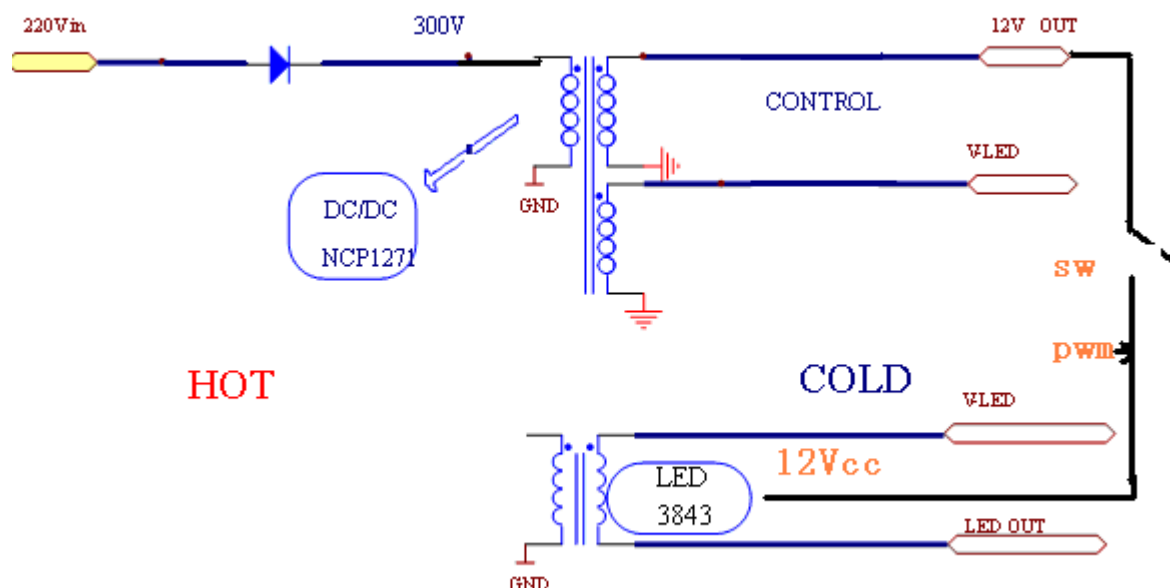 220Vin
300V
12V OUT
CONTROL
V-LED
GND
DC/DC
NCP1271
sw
pwm
HOT
COLD
V-LED
12Vcc
LED
3843
LED OUT
GND